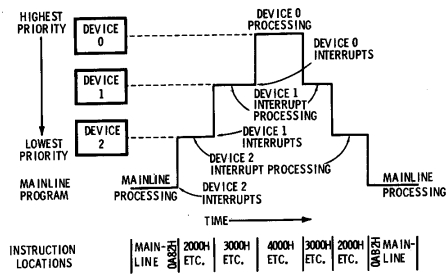 HIGHEST
PRIORITY
DEVICE
0
DEVICE 0
PROCESSING
DEVICE 0
INTERRUPTS
DEVICE
1
DEVICE 1
INTERRUPT
PROCESSING
DEVICE
2
DEVICE 1
INTERRUPTS
LOWEST
PRIORITY
DEVICE 2
INTERRUPT PROCESSING
MAINLINE
PROGRAM
MAINLINE
PROCESSING
DEVICE 2
INTERRUPTS
MAINLINE
PROCESSING
TIME
INSTRUCTION
LOCATIONS
MAIN-
LINE
0A82H
2000H
ETC.
3000H
ETC.
4000H
ETC.
3000H
ETC.
2000H
ETC.
0AB2H
MAIN-
LINE